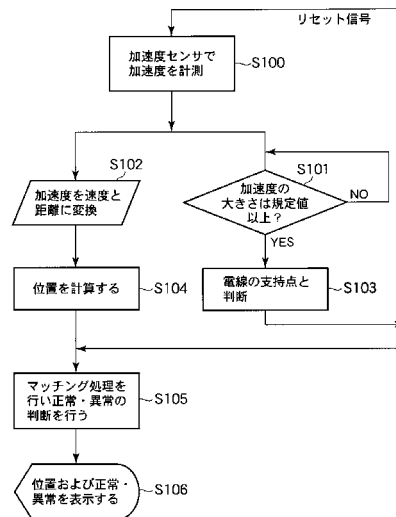 リセット信号
加速度センサで
加速度を計測
S100
S102
加速度を速度と
距離に変換
S101
加速度の
大きさは規定値
以上?
NO
YES
位置を計算する
S104
電線の支持点と
判断
S103
マッチング処理を
行い正常・異常の
判断を行う
S105
位置および正常・
異常を表示する
S106